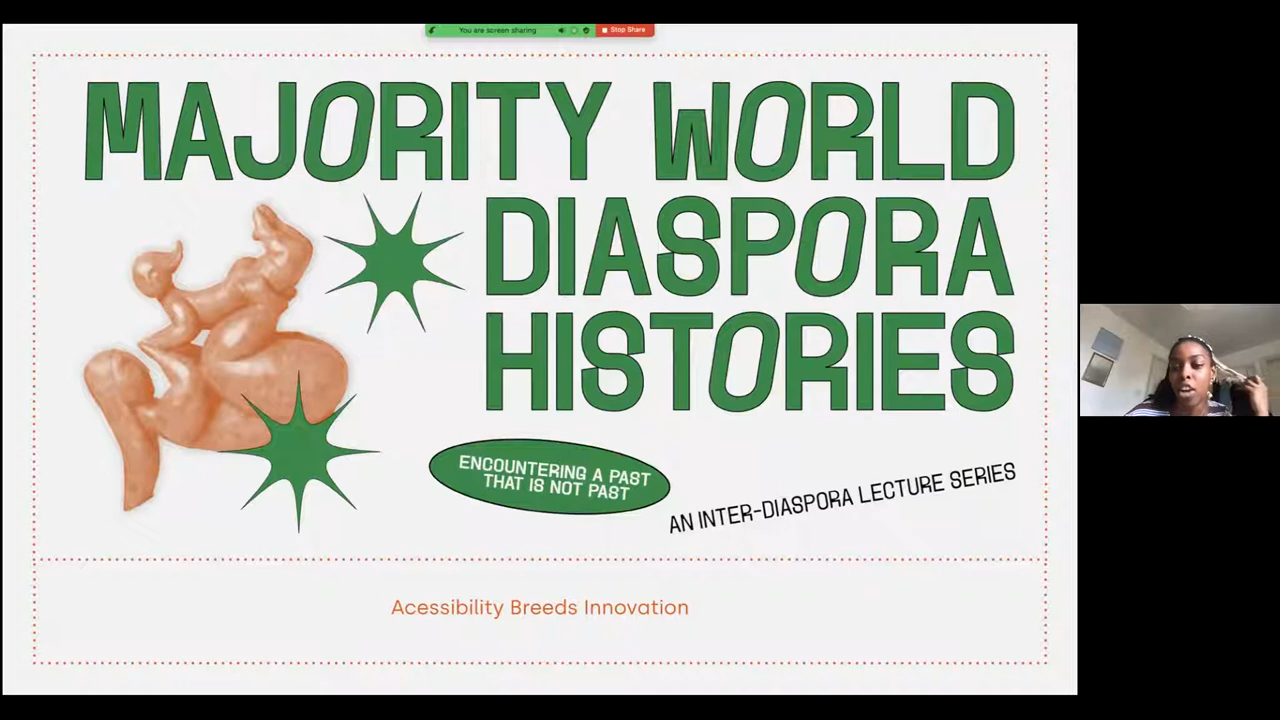 You are screen sharing
Stop Share
MAJORITY WORLD
DIASPORA
HISTORIES
ENCOUNTERING A PAST
THAT IS NOT PAST
AN INTER-DIASPORA LECTURE SERIES
Acessibility Breeds Innovation